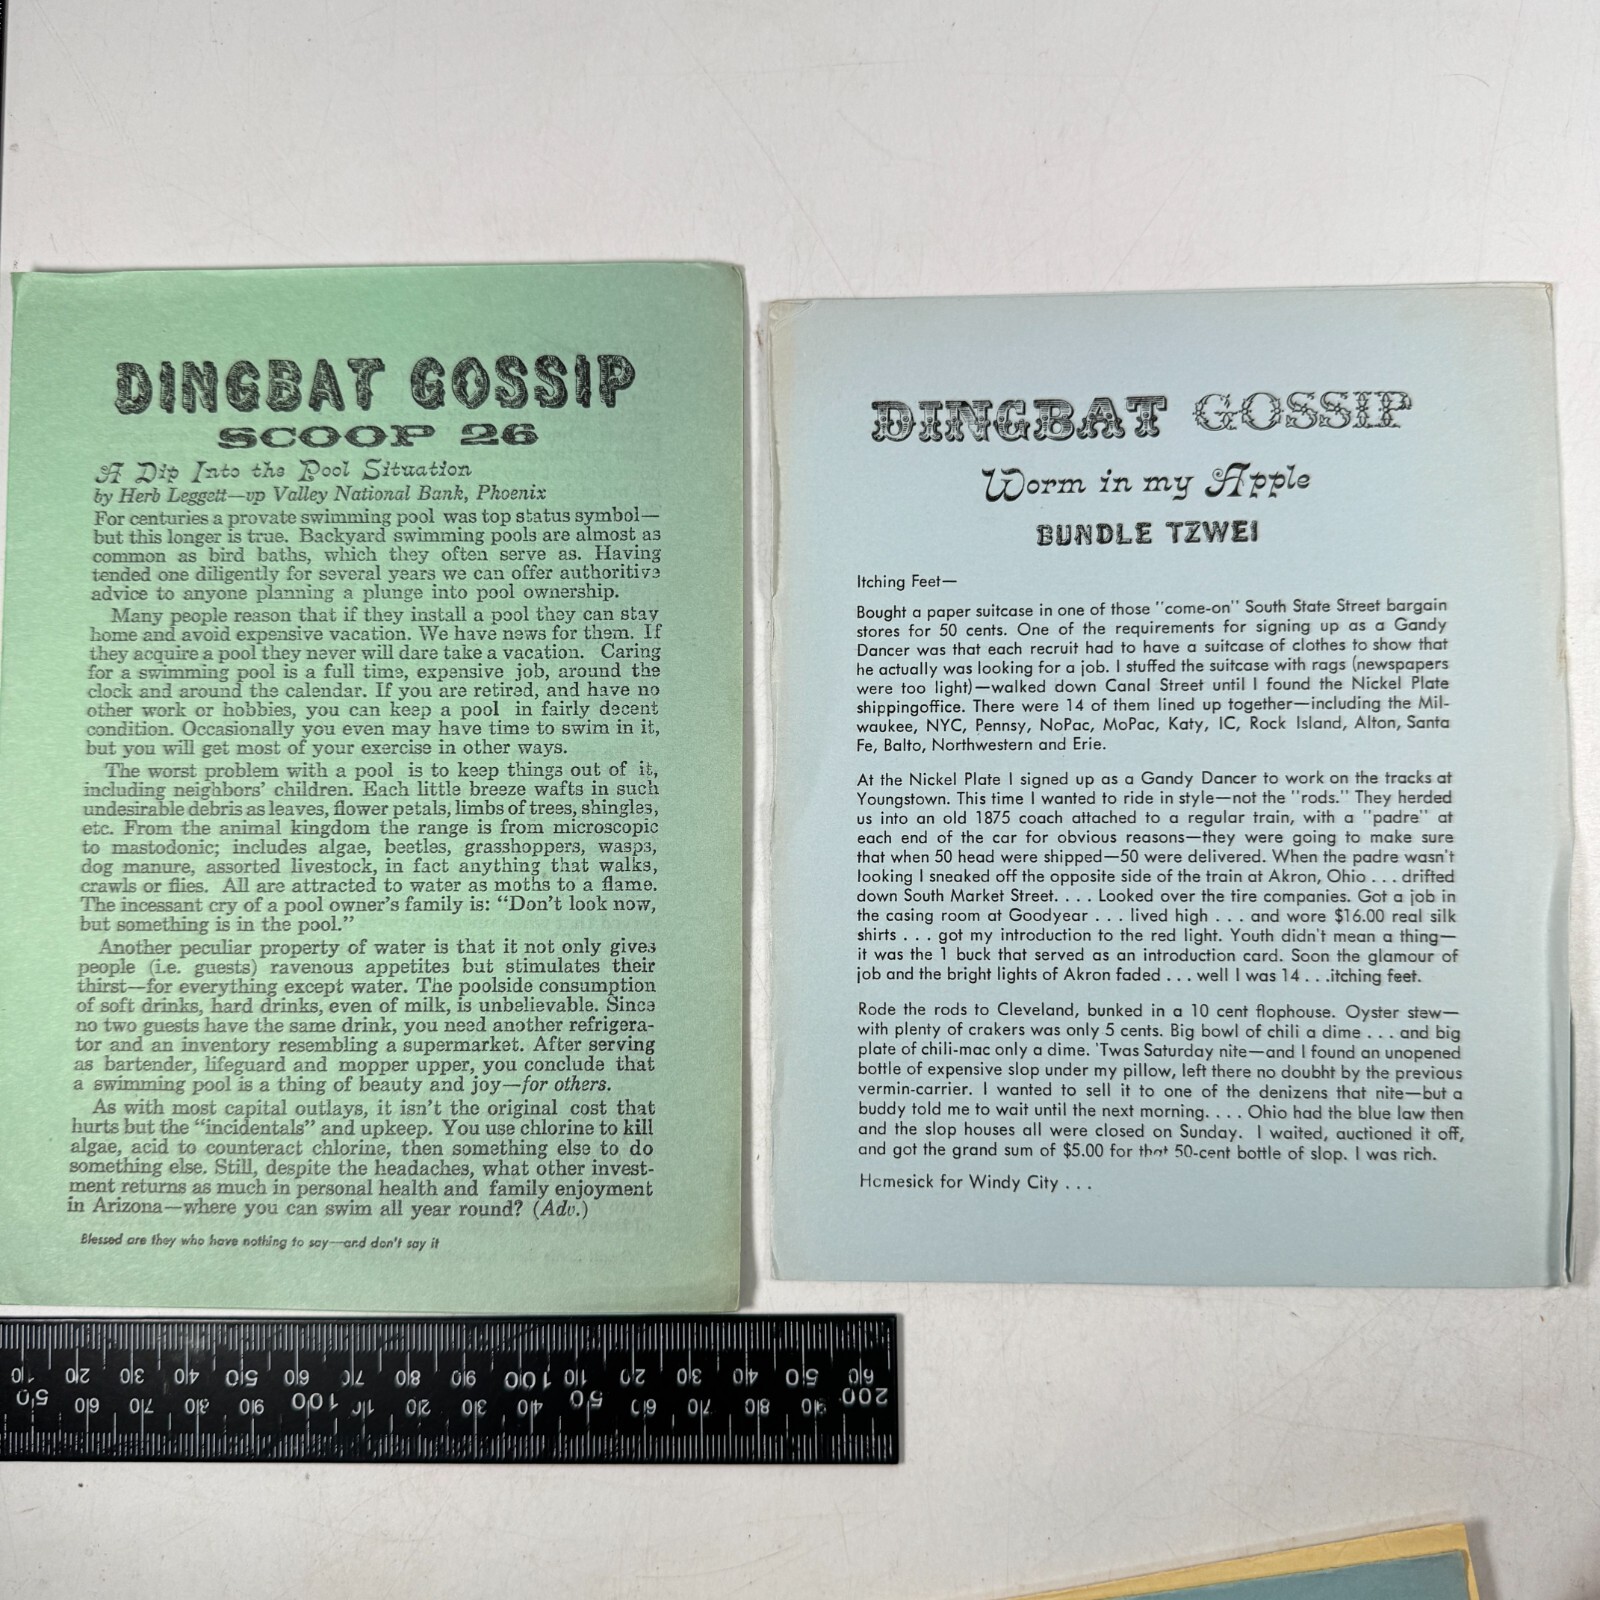 DINGBAT GOSSIP
SCOOP 26
A Dip Into the Pool Situation
by Herb Leggett—vp Valley National Bank, Phoenix
For centuries a provate swimming pool was top status symbol—
but this longer is true. Backyard swimming pools are almost as
common as bird baths, which they often serve as. Having
tended one diligently for several years we can offer authoritive
advice to anyone planning a plunge into pool ownership.
Many people reason that if they install a pool they can stay
home and avoid expensive vacation. We have news for them. If
they acquire a pool they never will dare take a vacation. Caring
for a swimming pool is a full time, expensive job, around the
clock and around the calendar. If you are retired, and have no
other work or hobbies, you can keep a pool in fairly decent
condition. Occasionally you even may have time to swim in it,
but you will get most of your exercise in other ways.
The worst problem with a pool is to keep things out of it,
including neighbors' children. Each little breeze wafts in such
undesirable debris as leaves, flower petals, limbs of trees, shingles,
etc. From the animal kingdom the range is from microscopic
to mastodonic; includes algae, beetles, grasshoppers, wasps,
dog manure, assorted livestock, in fact anything that walks,
crawls or flies. All are attracted to water as moths to a flame.
The incessant cry of a pool owner's family is: "Don't look now,
but something is in the pool."
Another peculiar property of water is that it not only gives
people (i.e. guests) ravenous appetites but stimulates their
thirst—for everything except water. The poolside consumption
of soft drinks, hard drinks, even of milk, is unbelievable. Since
no two guests have the same drink, you need another refrigera-
tor and an inventory resembling a supermarket. After serving
as bartender, lifeguard and mopper upper, you conclude that
a swimming pool is a thing of beauty and joy—for others.
As with most capital outlays, it isn't the original cost that
hurts but the "incidentals" and upkeep. You use chlorine to kill
algae, acid to counteract chlorine, then something else to do
something else. Still, despite the headaches, what other invest-
ment returns as much in personal health and family enjoyment
in Arizona—where you can swim all year round? (Adv.)
Blessed are they who have nothing to say—and don't say it
DINGBAT GOSSIP
Worm in my Apple
BUNDLE TZWEI
Itching Feet—
Bought a paper suitcase in one of those "come-on" South State Street bargain
stores for 50 cents. One of the requirements for signing up as a Gandy
Dancer was that each recruit had to have a suitcase of clothes to show that
he actually was looking for a job. I stuffed the suitcase with rags (newspapers
were too light)—walked down Canal Street until I found the Nickel Plate
shippingoffice. There were 14 of them lined up together—including the Mil-
waukee, NYC, Pennsy, NoPac, MoPac, Katy, IC, Rock Island, Alton, Santa
Fe, Balto, Northwestern and Erie.
At the Nickel Plate I signed up as a Gandy Dancer to work on the tracks at
Youngstown. This time I wanted to ride in style—not the "rods." They herded
us into an old 1875 coach attached to a regular train, with a "padre" at
each end of the car for obvious reasons—they were going to make sure
that when 50 head were shipped—50 were delivered. When the padre wasn't
looking I sneaked off the opposite side of the train at Akron, Ohio . . . drifted
down South Market Street. . . . Looked over the tire companies. Got a job in
the casing room at Goodyear . . . lived high . . . and wore $16.00 real silk
shirts . . . got my introduction to the red light. Youth didn't mean a thing—
it was the 1 buck that served as an introduction card. Soon the glamour of
job and the bright lights of Akron faded . . . well I was 14 . . .itching feet.
Rode the rods to Cleveland, bunked in a 10 cent flophouse. Oyster stew—
with plenty of crakers was only 5 cents. Big bowl of chili a dime . . . and big
plate of chili-mac only a dime. 'Twas Saturday nite—and I found an unopened
bottle of expensive slop under my pillow, left there no doubht by the previous
vermin-carrier. I wanted to sell it to one of the denizens that nite—but a
buddy told me to wait until the next morning. . . . Ohio had the blue law then
and the slop houses all were closed on Sunday. I waited, auctioned it off,
and got the grand sum of $5.00 for that 50-cent bottle of slop. I was rich.
Homesick for Windy City . . .
10 20 30 40 50 60 70 80 90 100 110 20 30 40 50 60
50 60 70 80 90 100 110 20 30 40 50 60 70 80 90 200